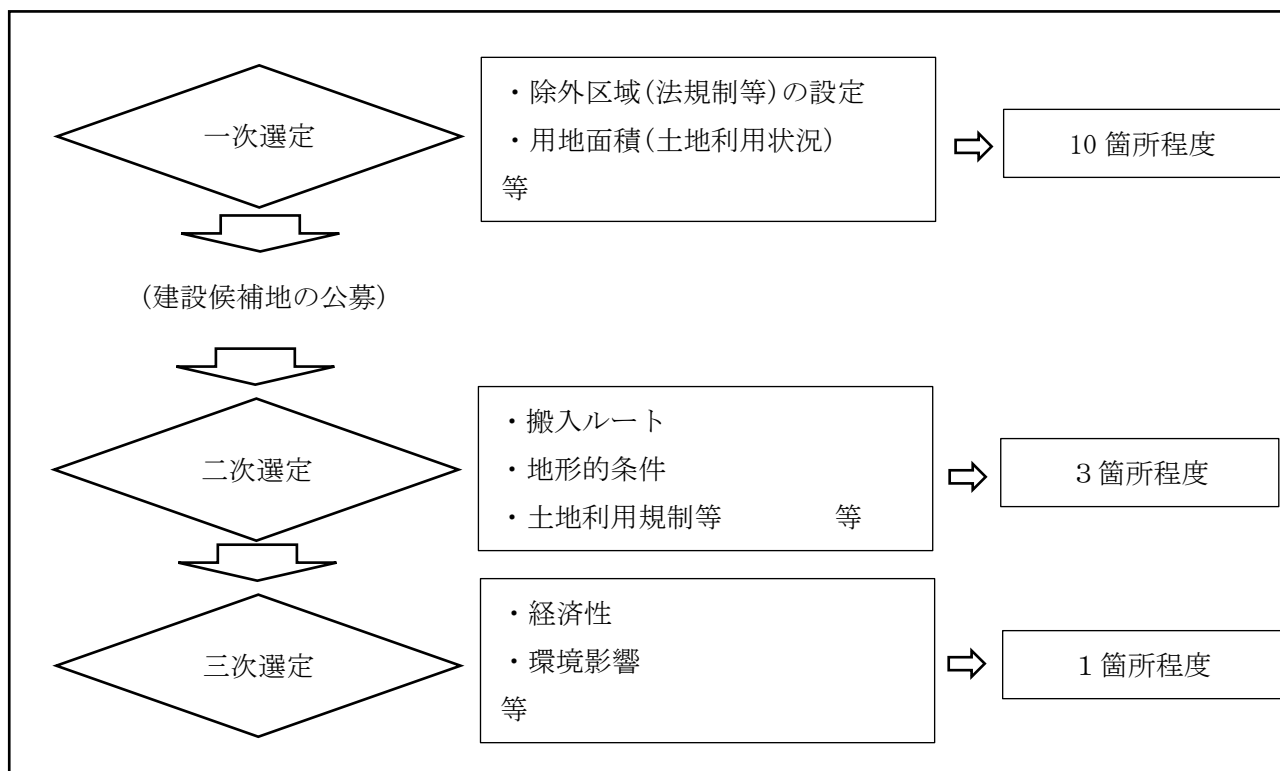 一次選定
・除外区域(法規制等)の設定
・用地面積(土地利用状況)
等
10 箇所程度
(建設候補地の公募)
二次選定
・搬入ルート
・地形的条件
・土地利用規制等　　　　等
３箇所程度
三次選定
・経済性
・環境影響
等
１箇所程度